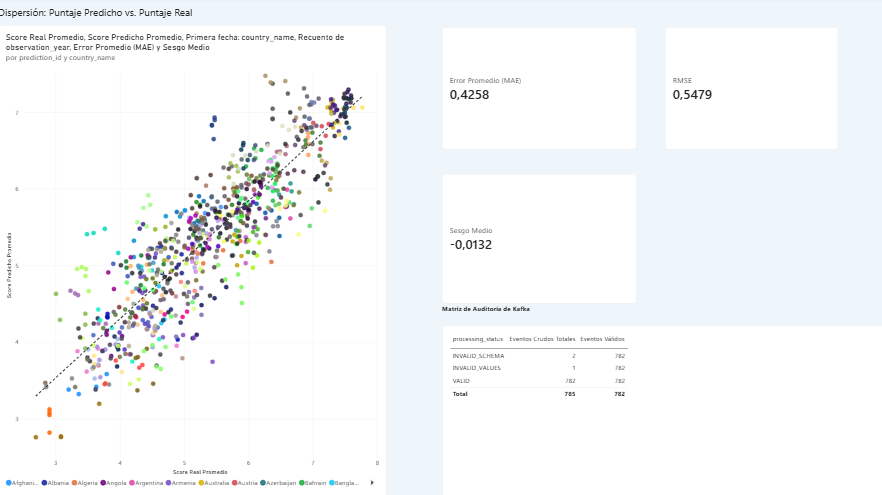 Dispersión: Puntaje Predicho vs. Puntaje Real
Score Real Promedio, Score Predicho Promedio, Primera fecha: country_name, Recuento de
observation_year, Error Promedio (MAE) y Sesgo Medio
por prediction_id y country_name
Score Predicho Promedio
7
6
5
4
3
3 4 5 6 7 8
Score Real Promedio
Afghani... Albania Algeria Angola Argentina Armenia Australia Austria Azerbaijan Bahrain Bangla...
Error Promedio (MAE)
0,4258
RMSE
0,5479
Sesgo Medio
-0,0132
Matriz de Auditoría de Kafka
processing_status Eventos Crudos Totales Eventos Válidos
INVALID_SCHEMA 2 782
INVALID_VALUES 1 782
VALID 782 782
Total 785 782